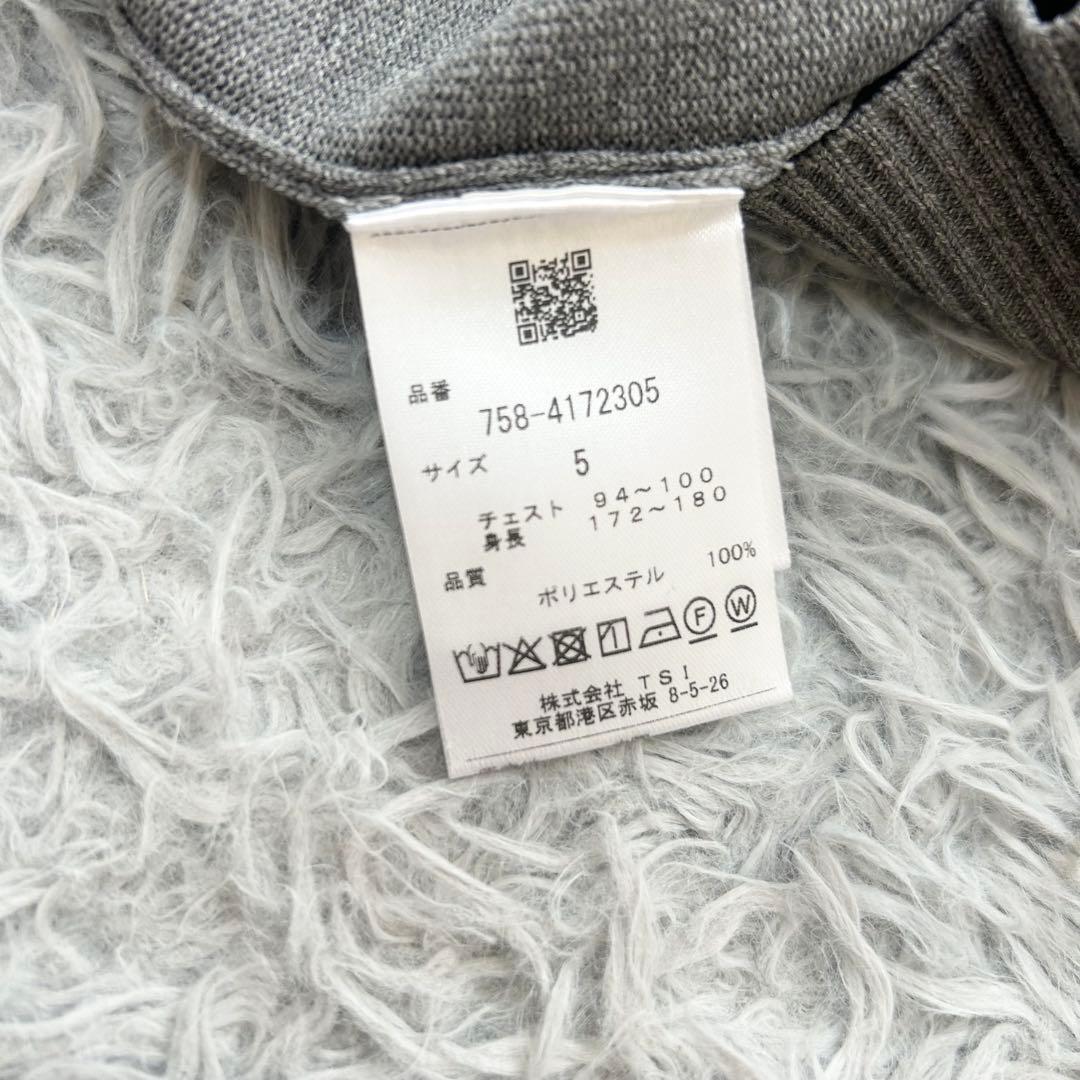 品番
758-4172305
サイズ 5
チェスト 94～100
身長 172～180
品質
ポリエステル 100%
F W
株式会社 TSI
東京都港区赤坂 8-5-26